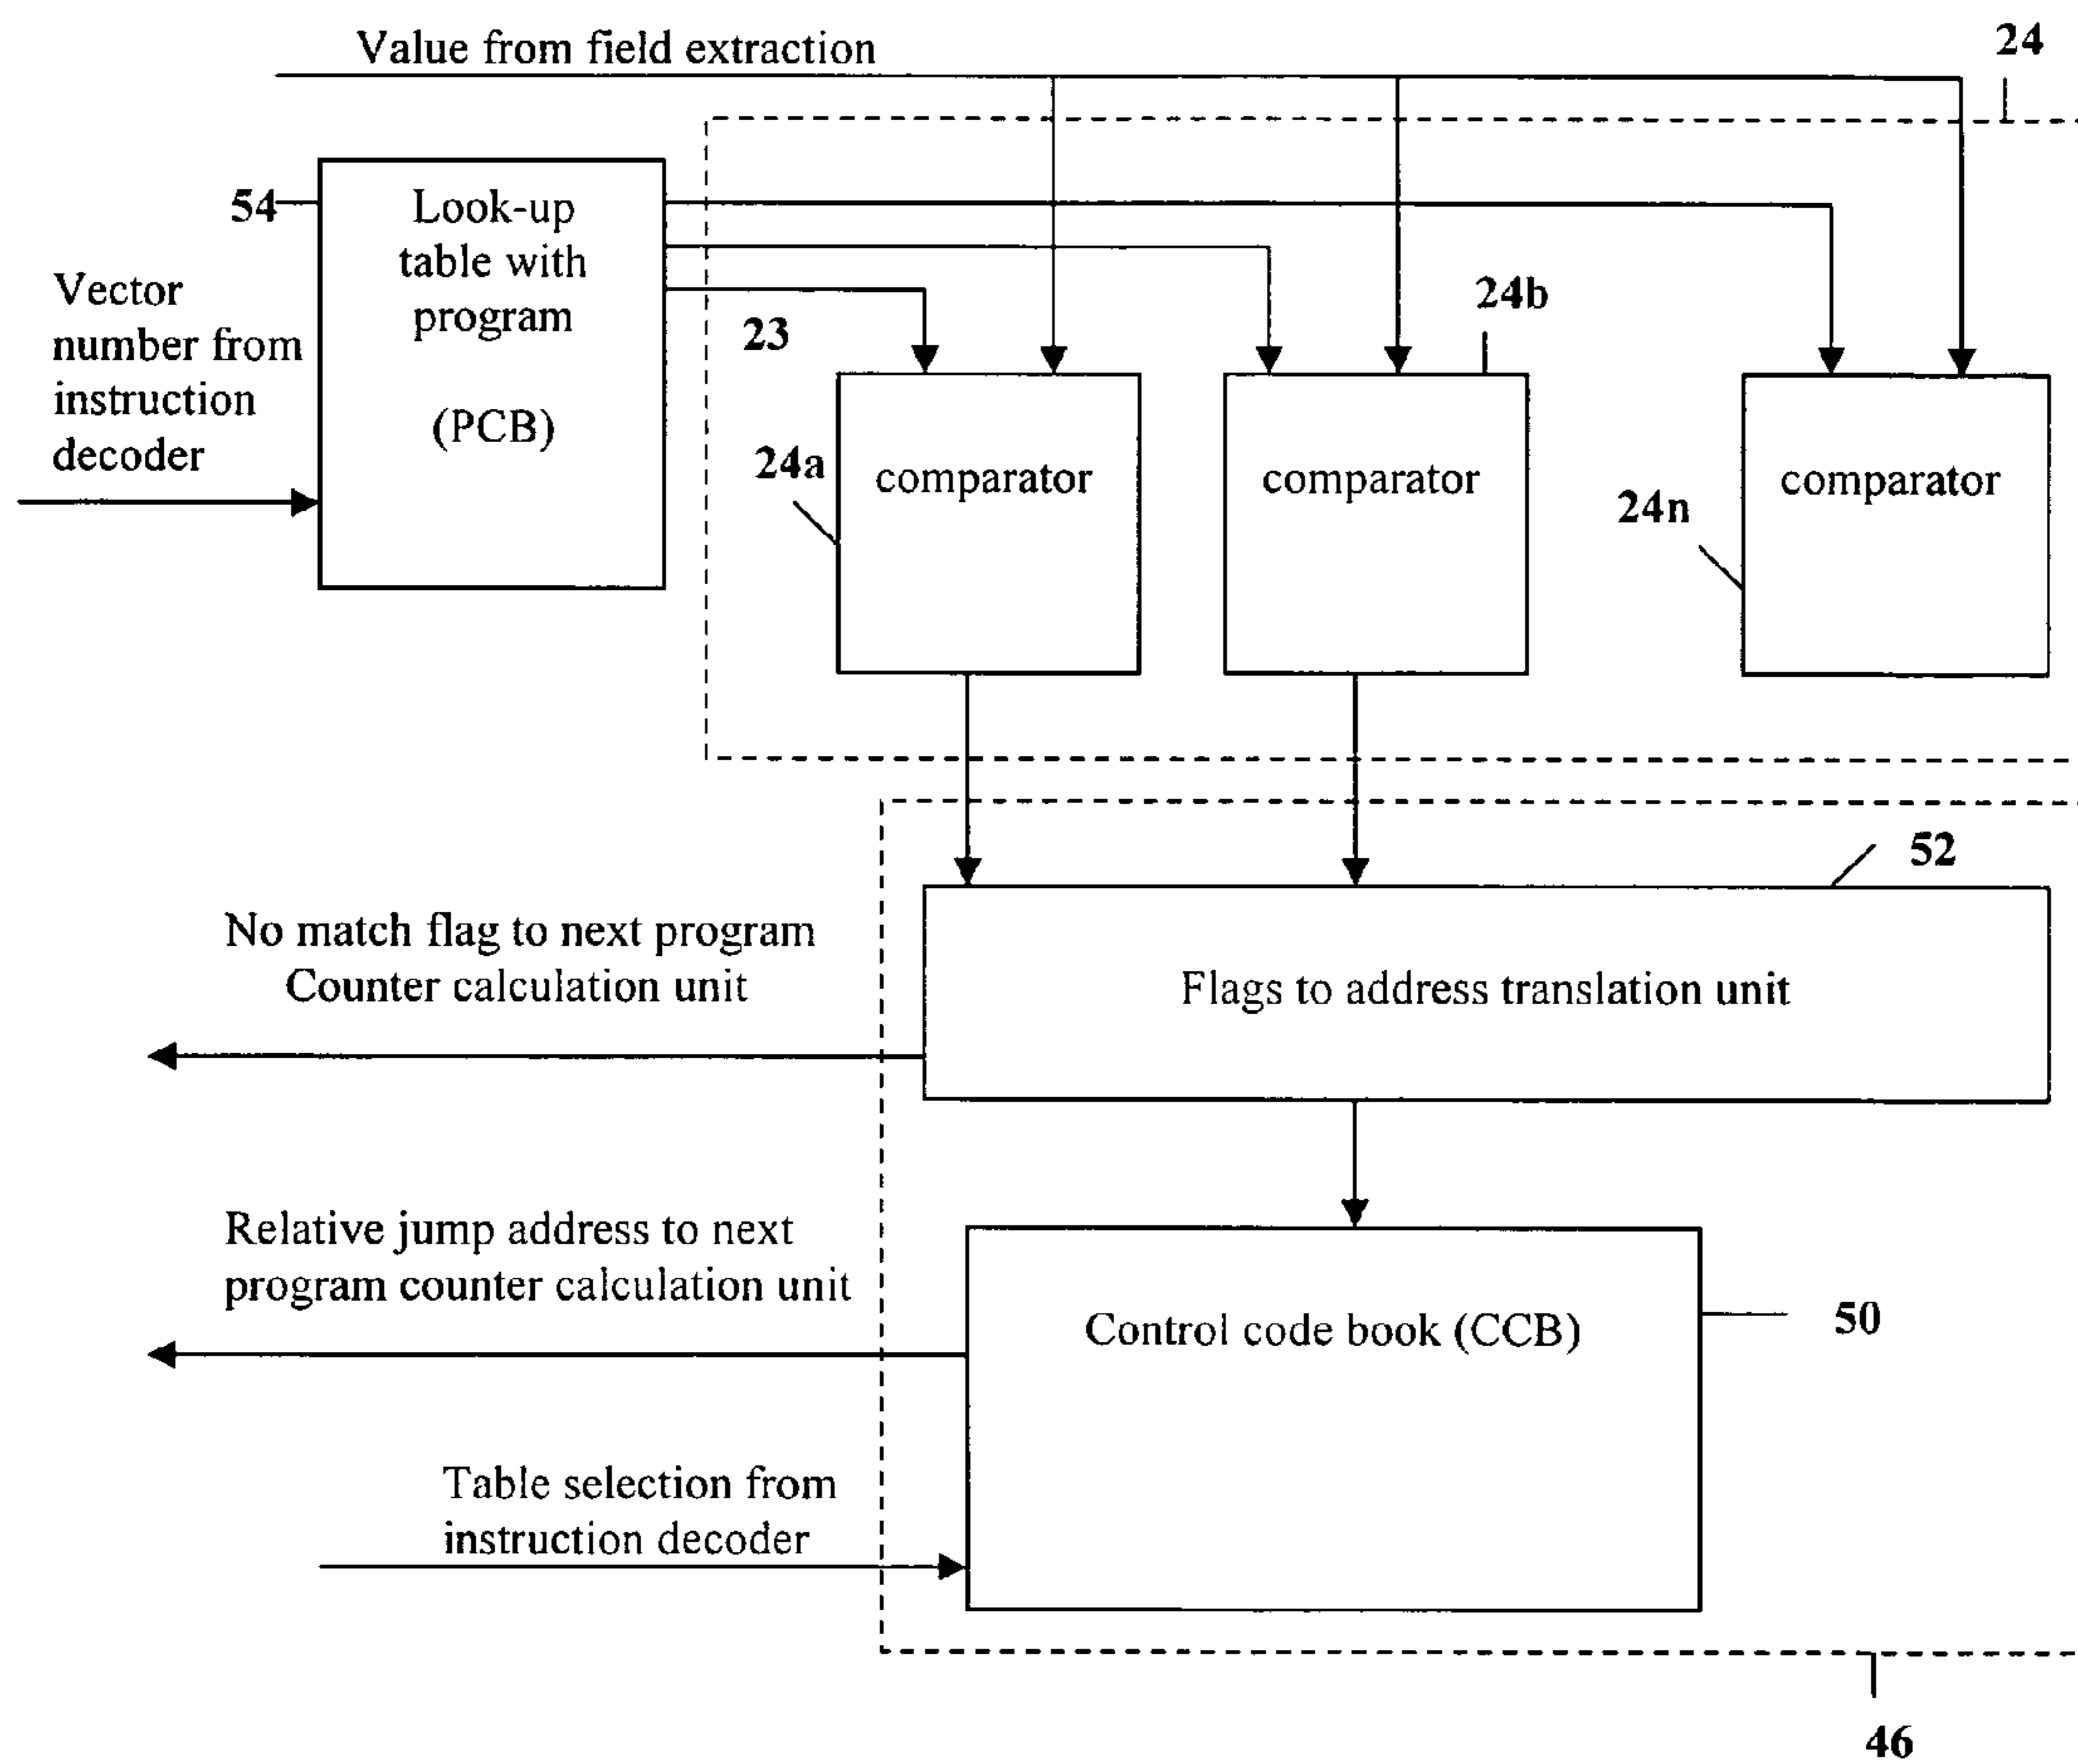 Value from field extraction
24
54
Look-up
table with
program
(PCB)
Vector
number from
instruction
decoder
23
24b
24a
comparator
comparator
24n
comparator
52
No match flag to next program
Counter calculation unit
Flags to address translation unit
Relative jump address to next
program counter calculation unit
Control code book (CCB)
50
Table selection from
instruction decoder
46